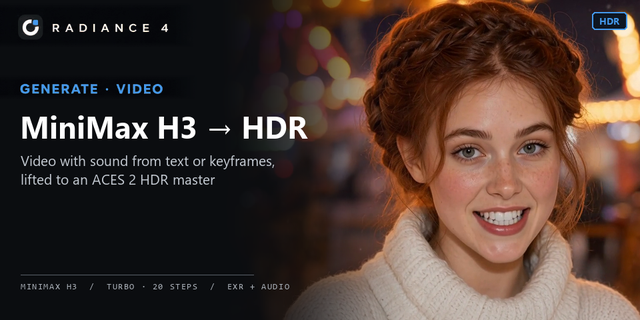 RADIANCE 4
HDR
GENERATE · VIDEO
MiniMax H3 → HDR
Video with sound from text or keyframes,
lifted to an ACES 2 HDR master
MINIMAX H3 / TURBO · 20 STEPS / EXR + AUDIO